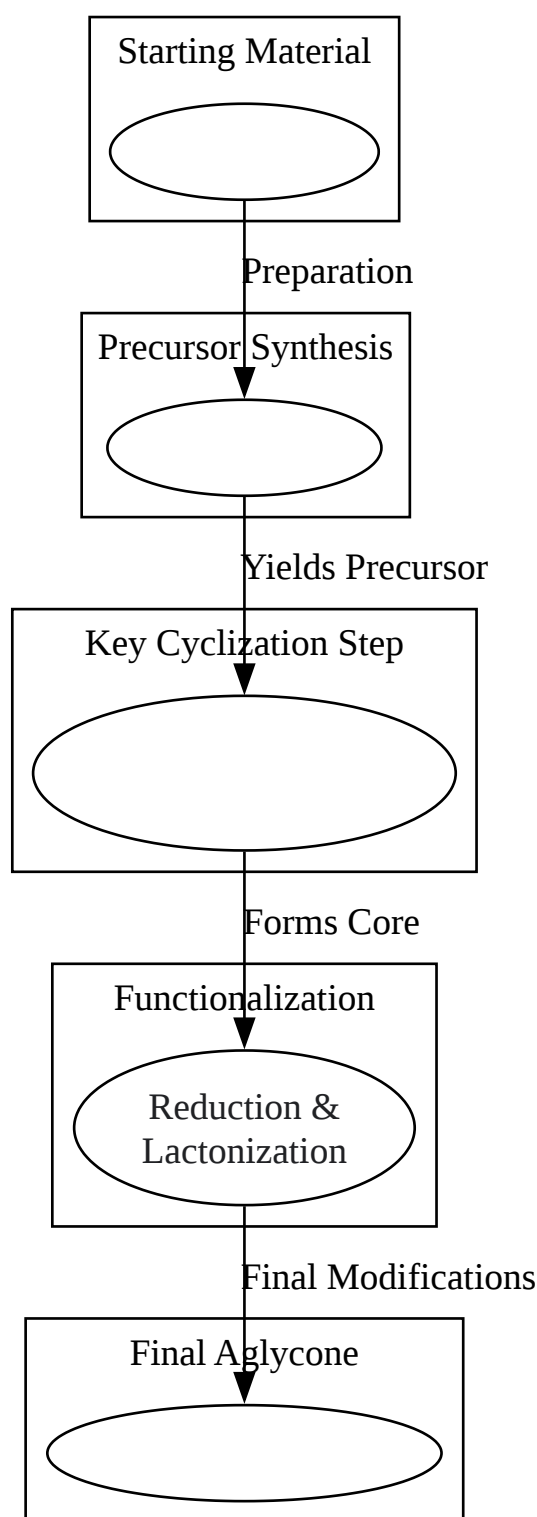 Starting Material
Preparation
Precursor Synthesis
Yields Precursor
Key Cyclization Step
Forms Core
Functionalization
Reduction &
Lactonization
Final Modifications
Final Aglycone